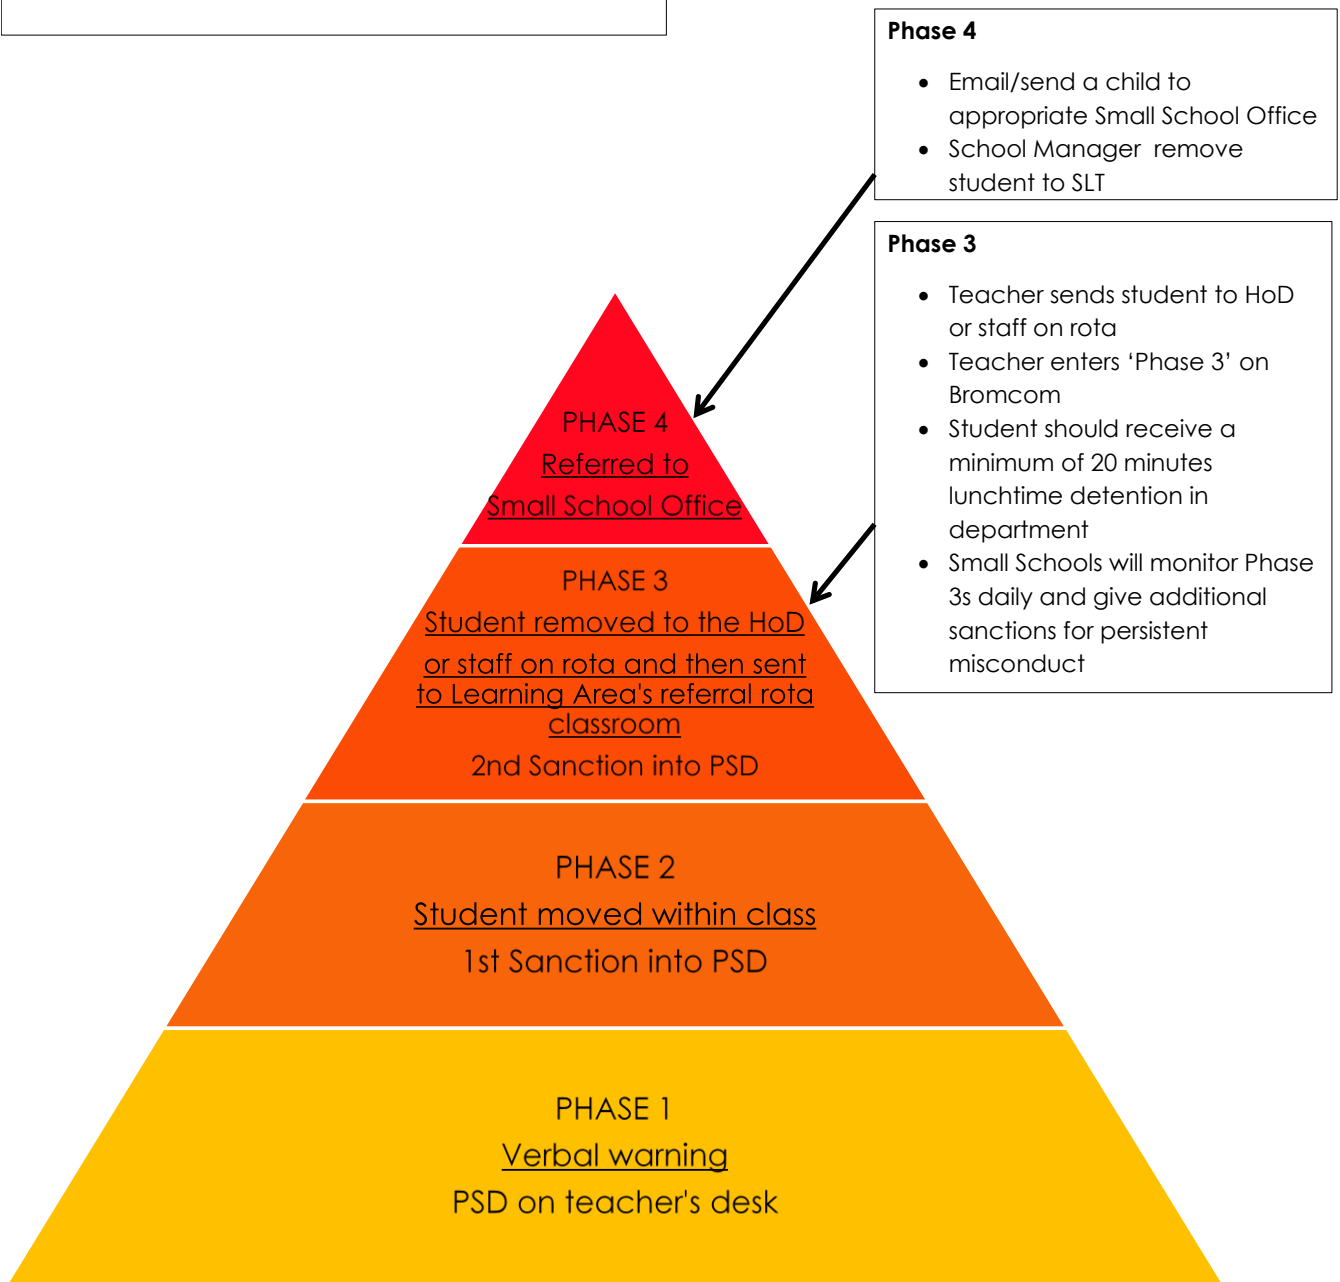 Phase 4
• Email/send a child to
appropriate Small School Office
• School Manager remove
student to SLT
Phase 3
• Teacher sends student to HoD
or staff on rota
• Teacher enters ‘Phase 3’ on
Bromcom
• Student should receive a
minimum of 20 minutes
lunchtime detention in
department
• Small Schools will monitor Phase
3s daily and give additional
sanctions for persistent
misconduct
PHASE 4
Referred to
Small School Office
PHASE 3
Student removed to the HoD
or staff on rota and then sent
to Learning Area's referral rota
classroom
2nd Sanction into PSD
PHASE 2
Student moved within class
1st Sanction into PSD
PHASE 1
Verbal warning
PSD on teacher's desk